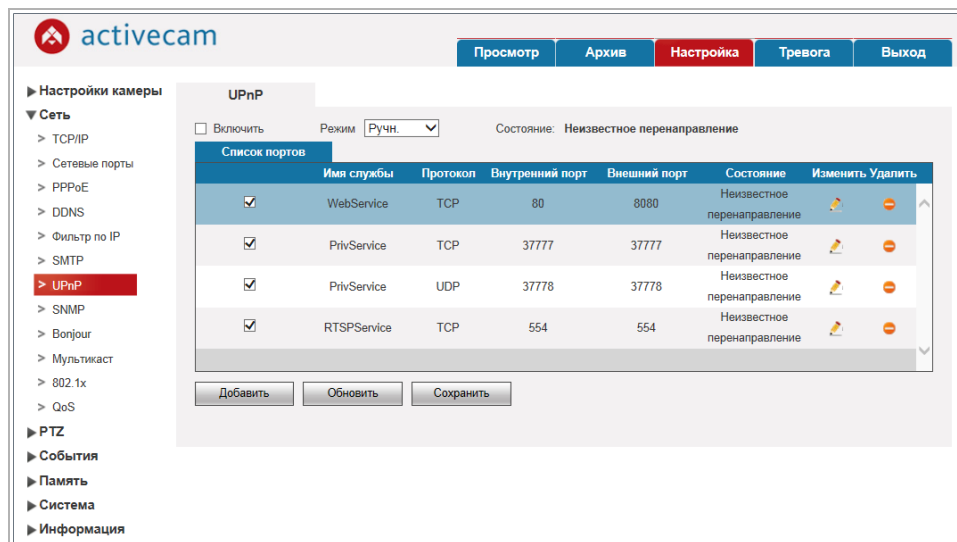 activecam
Просмотр Архив Настройка Тревога Выход
Настройки камеры
Сеть
> TCP/IP
> Сетевые порты
> PPPoE
> DDNS
> Фильтр по IP
> SMTP
> UPnP
> SNMP
> Bonjour
> Мультикаст
> 802.1x
> QoS
PTZ
События
Память
Система
Информация
UPnP
Включить Режим Ручн. Состояние: Неизвестное перенаправление
Список портов
Имя службы Протокол Внутренний порт Внешний порт Состояние Изменить Удалить
WebService TCP 80 8080 Неизвестное
перенаправление
PrivService TCP 37777 37777 Неизвестное
перенаправление
PrivService UDP 37778 37778 Неизвестное
перенаправление
RTSPService TCP 554 554 Неизвестное
перенаправление
Добавить Обновить Сохранить